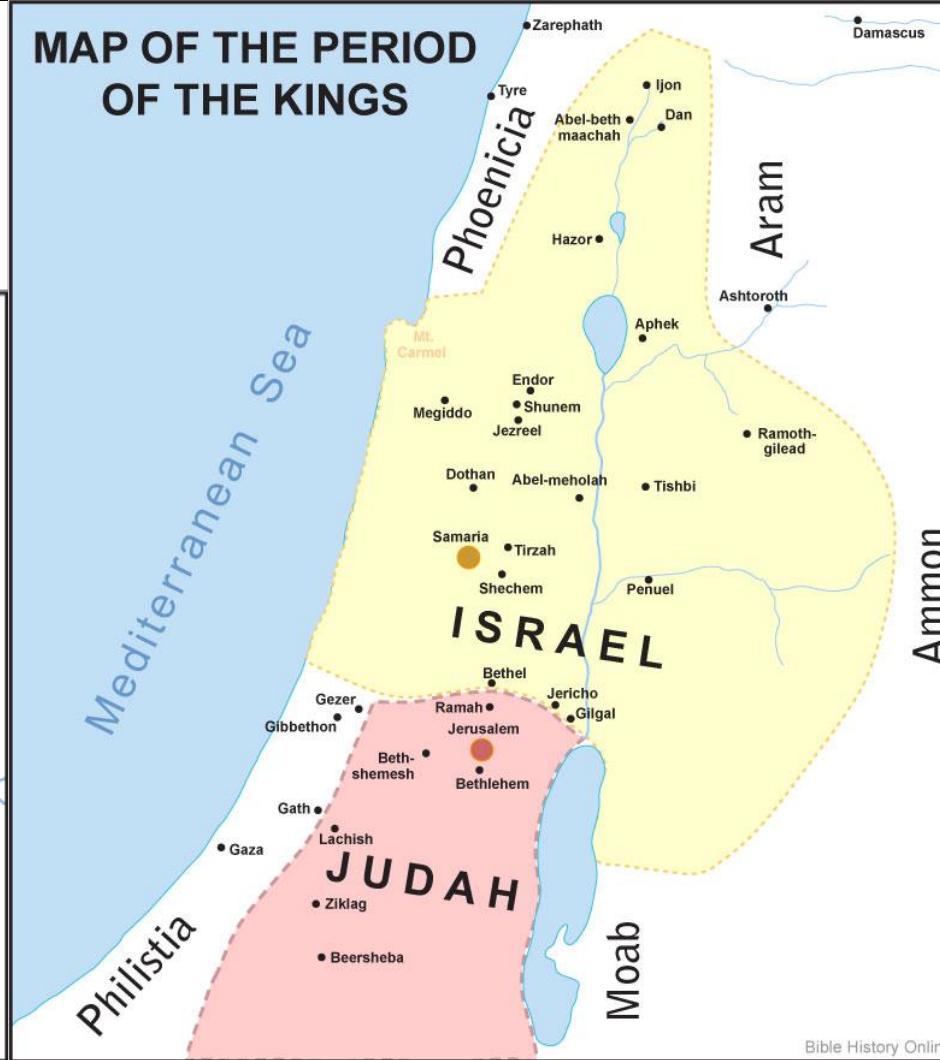 MAP OF THE PERIOD
OF THE KINGS
Zarephath
Damascus
Tyre
Ijon
Abel-beth
maachah
Dan
Phoenicia
Aram
Hazor
Ashtoroth
Aphek
Mt.
Carmel
Mediterranean Sea
Endor
Shunem
Megiddo
Jezreel
Ramoth-
gilead
Dothan
Abel-meholah
Tishbi
Samaria
Tirzah
Shechem
Penuel
Ammon
ISRAEL
Bethel
Jericho
Gezer
Ramah
Gilgal
Gibbethon
Jerusalem
Beth-
shemesh
Bethlehem
Gath
Lachish
Gaza
JUDAH
Ziklag
Philistia
Moab
Beersheba
Bible History Onlin